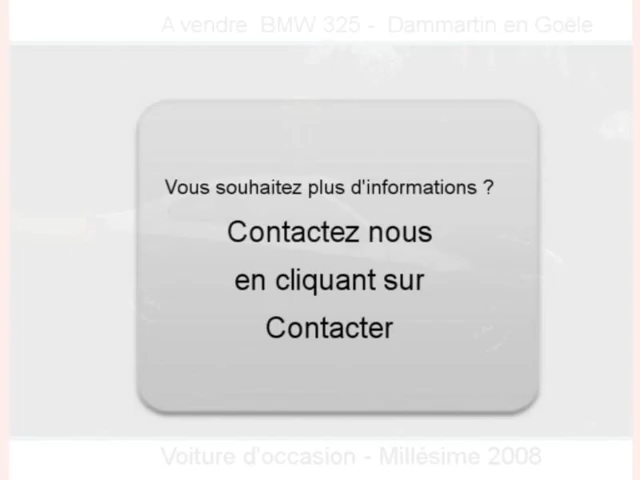 A vendre BMW 325 - Dammartin en Goële
Vous souhaitez plus d'informations ?
Contactez nous
en cliquant sur
Contacter
Voiture d'occasion - Millésime 2008